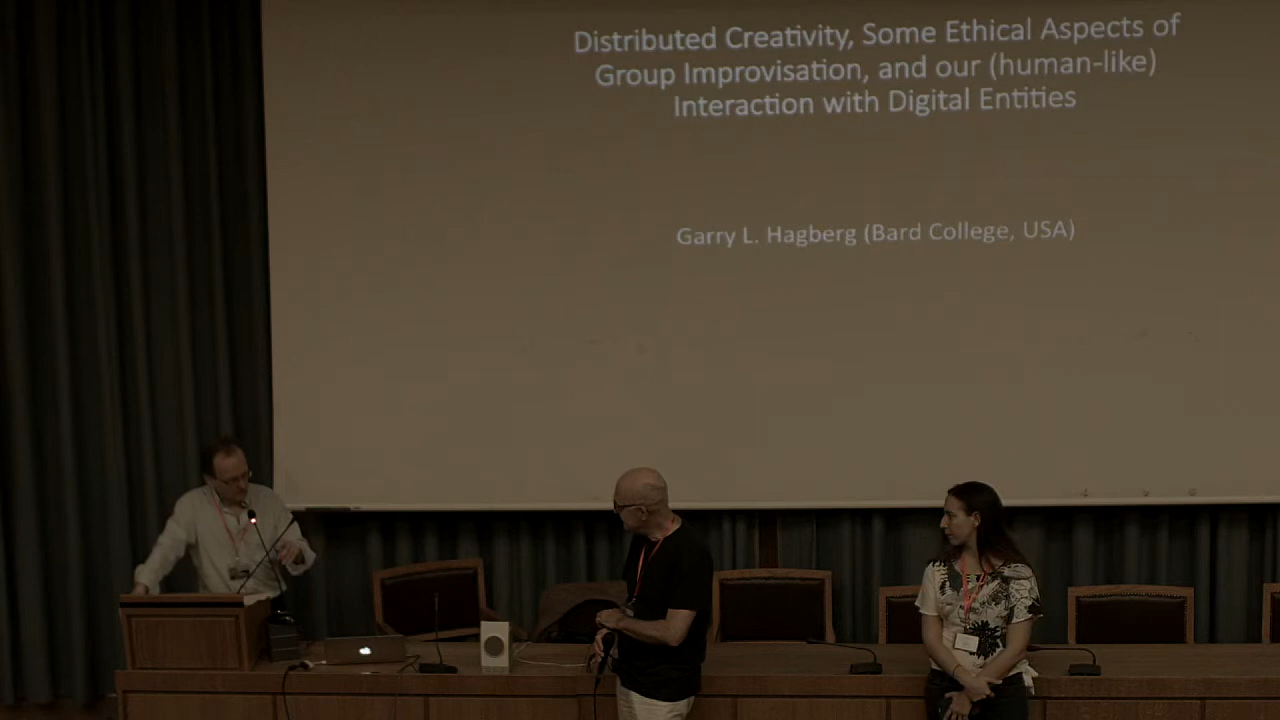 Distributed Creativity, Some Ethical Aspects of
Group Improvisation, and our (human-like)
Interaction with Digital Entities
Garry L. Hagberg (Bard College, USA)